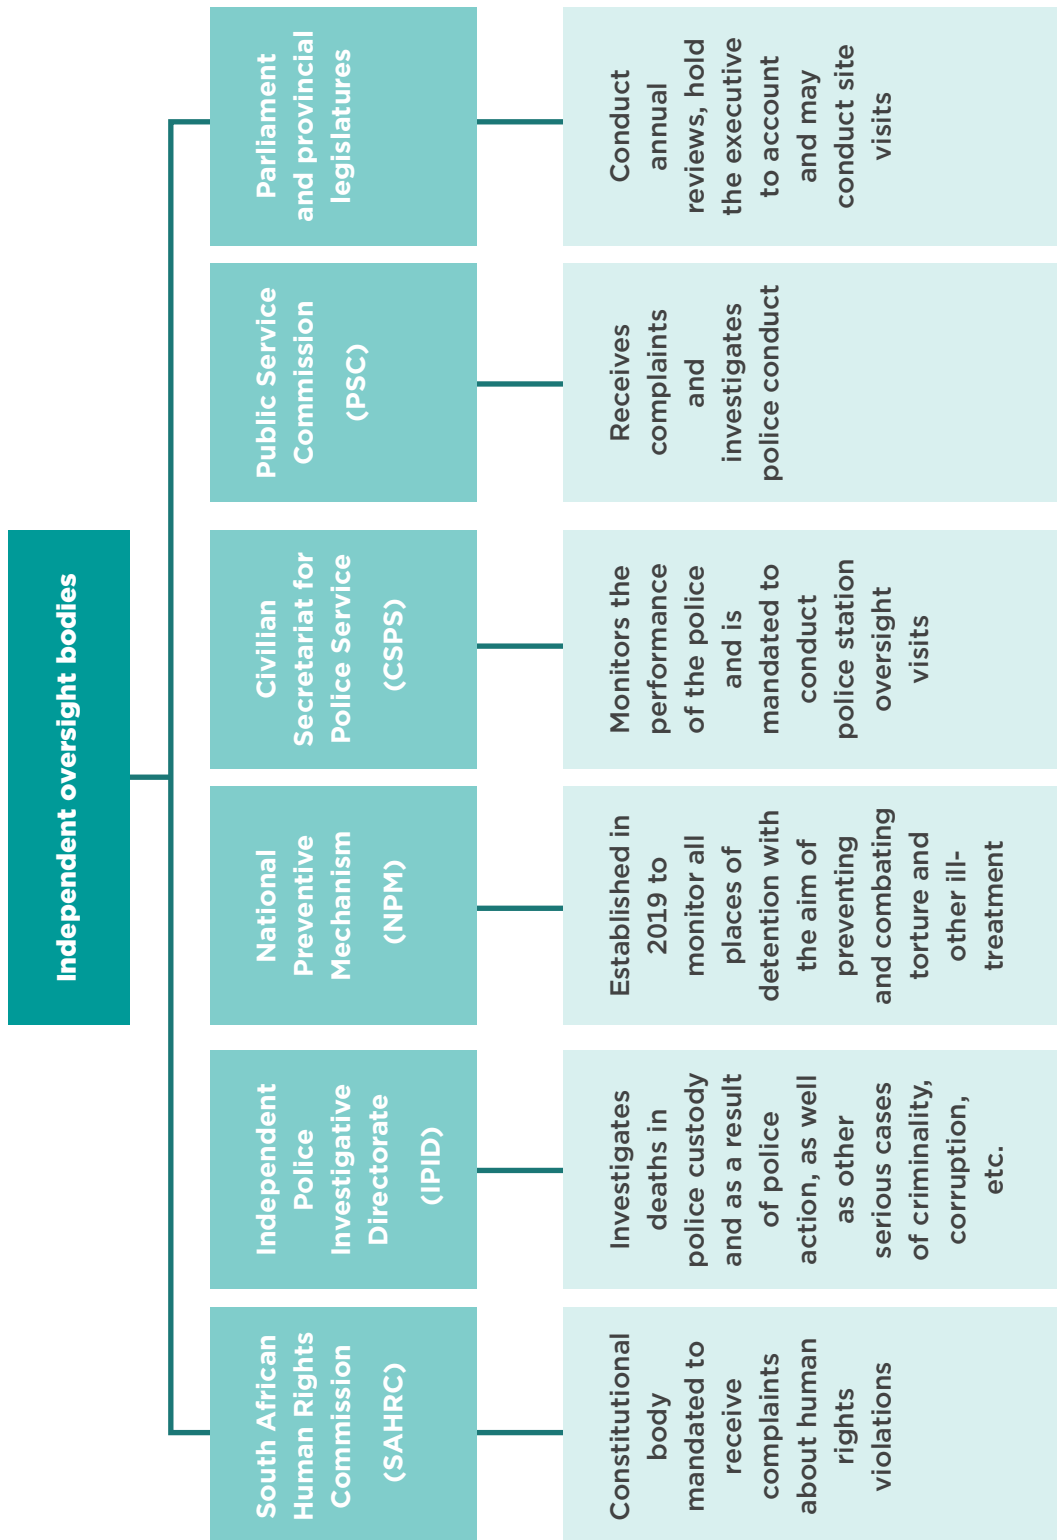 Independent oversight bodies
South African
Human Rights
Commission
(SAHRC)
Constitutional
body
mandated to
receive
complaints
about human
rights
violations
Independent
Police
Investigative
Directorate
(IPID)
Investigates
deaths in
police custody
and as a result
of police
action, as well
as other
serious cases
of criminality,
corruption,
etc.
National
Preventive
Mechanism
(NPM)
Established in
2019 to
monitor all
places of
detention with
the aim of
preventing
and combating
torture and
other ill-
treatment
Civilian
Secretariat for
Police Service
(CSPS)
Monitors the
performance
of the police
and is
mandated to
conduct
police station
oversight
visits
Public Service
Commission
(PSC)
Receives
complaints
and
investigates
police conduct
Parliament
and provincial
legislatures
Conduct
annual
reviews, hold
the executive
to account
and may
conduct site
visits